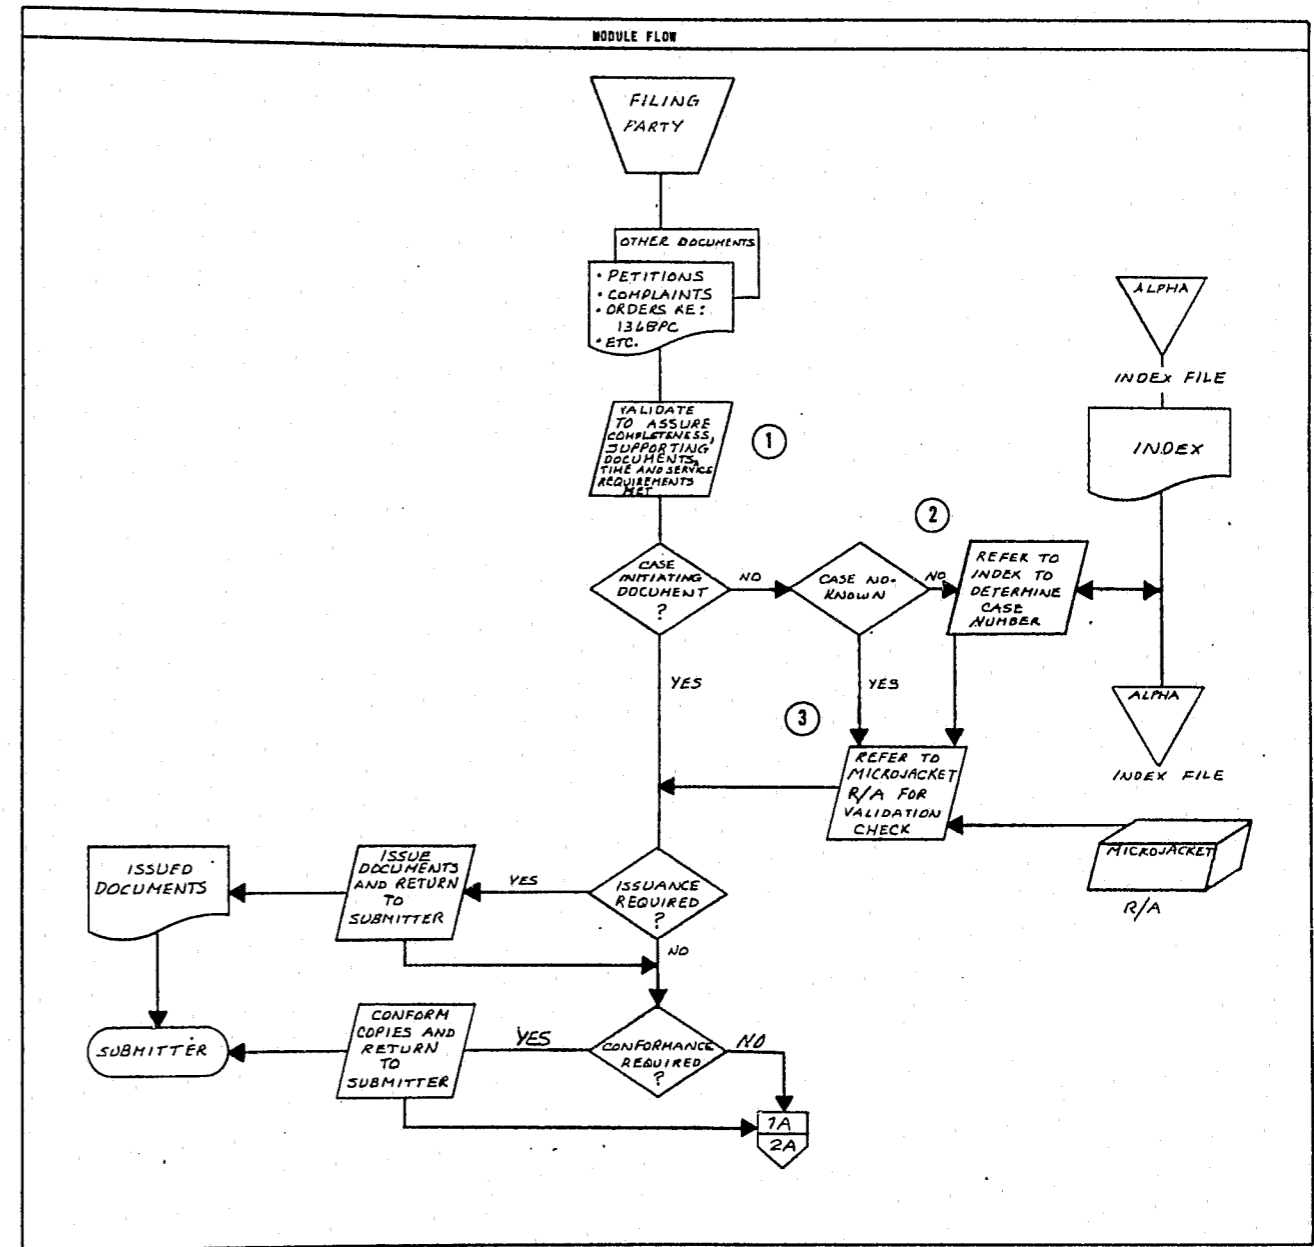 MODULE FLOW
FILING
PARTY
OTHER DOCUMENTS
• PETITIONS
• COMPLAINTS
• ORDERS RE:
1368PC
• ETC.
ALPHA
INDEX FILE
INDEX
VALIDATE
TO ASSURE
COMPLETENESS,
SUPPORTING
DOCUMENTS,
TIME AND SERVICE
REQUIREMENTS
MET
1
2
CASE
INITIATING
DOCUMENT
?
NO
CASE NO.
KNOWN
NO
REFER TO
INDEX TO
DETERMINE
CASE
NUMBER
YES
YES
3
ALPHA
INDEX FILE
REFER TO
MICROJACKET
R/A FOR
VALIDATION
CHECK
MICROJACKET
R/A
ISSUED
DOCUMENTS
ISSUE
DOCUMENTS
AND RETURN
TO
SUBMITTER
YES
ISSUANCE
REQUIRED
?
NO
SUBMITTER
CONFORM
COPIES AND
RETURN
TO
SUBMITTER
YES
CONFORMANCE
REQUIRED
?
NO
1A
2A